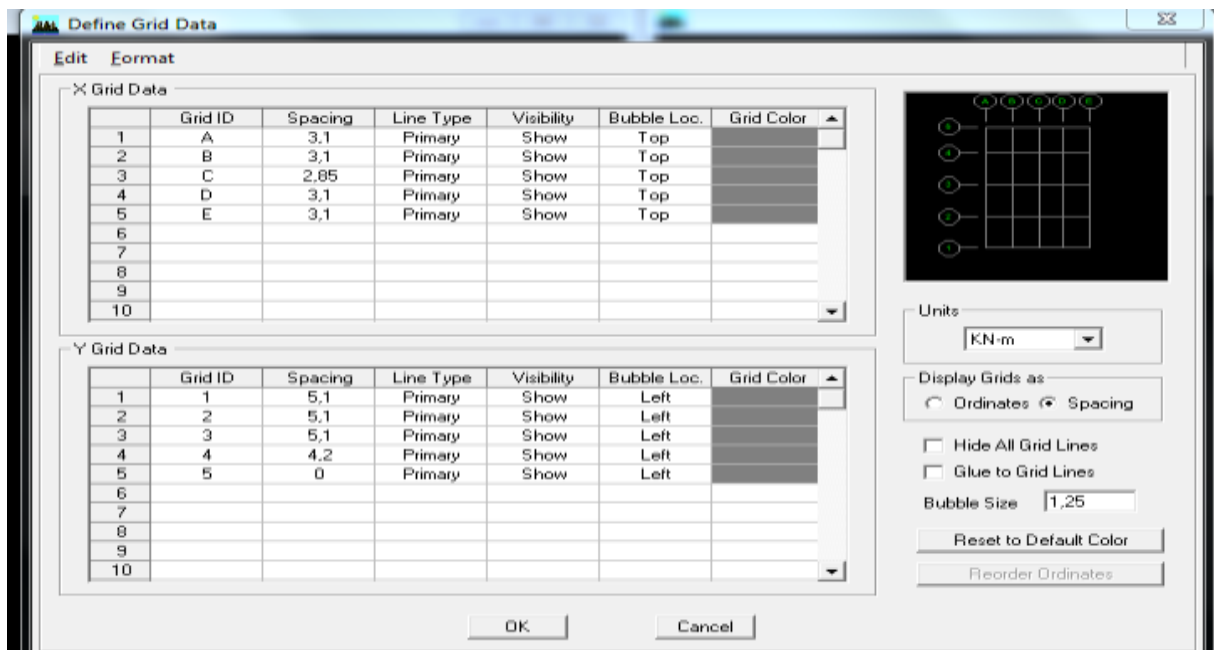 Define Grid Data
Edit Format
X Grid Data
Grid ID Spacing Line Type Visibility Bubble Loc. Grid Color
1 A 3,1 Primary Show Top
2 B 3,1 Primary Show Top
3 C 2,85 Primary Show Top
4 D 3,1 Primary Show Top
5 E 3,1 Primary Show Top
6
7
8
9
10
A B C D E
5
4
3
2
1
Units
KN-m
Y Grid Data
Grid ID Spacing Line Type Visibility Bubble Loc. Grid Color
1 1 5,1 Primary Show Left
2 2 5,1 Primary Show Left
3 3 5,1 Primary Show Left
4 4 4,2 Primary Show Left
5 5 0 Primary Show Left
6
7
8
9
10
Display Grids as
Ordinates Spacing
Hide All Grid Lines
Glue to Grid Lines
Bubble Size 1,25
Reset to Default Color
Reorder Ordinates
OK Cancel